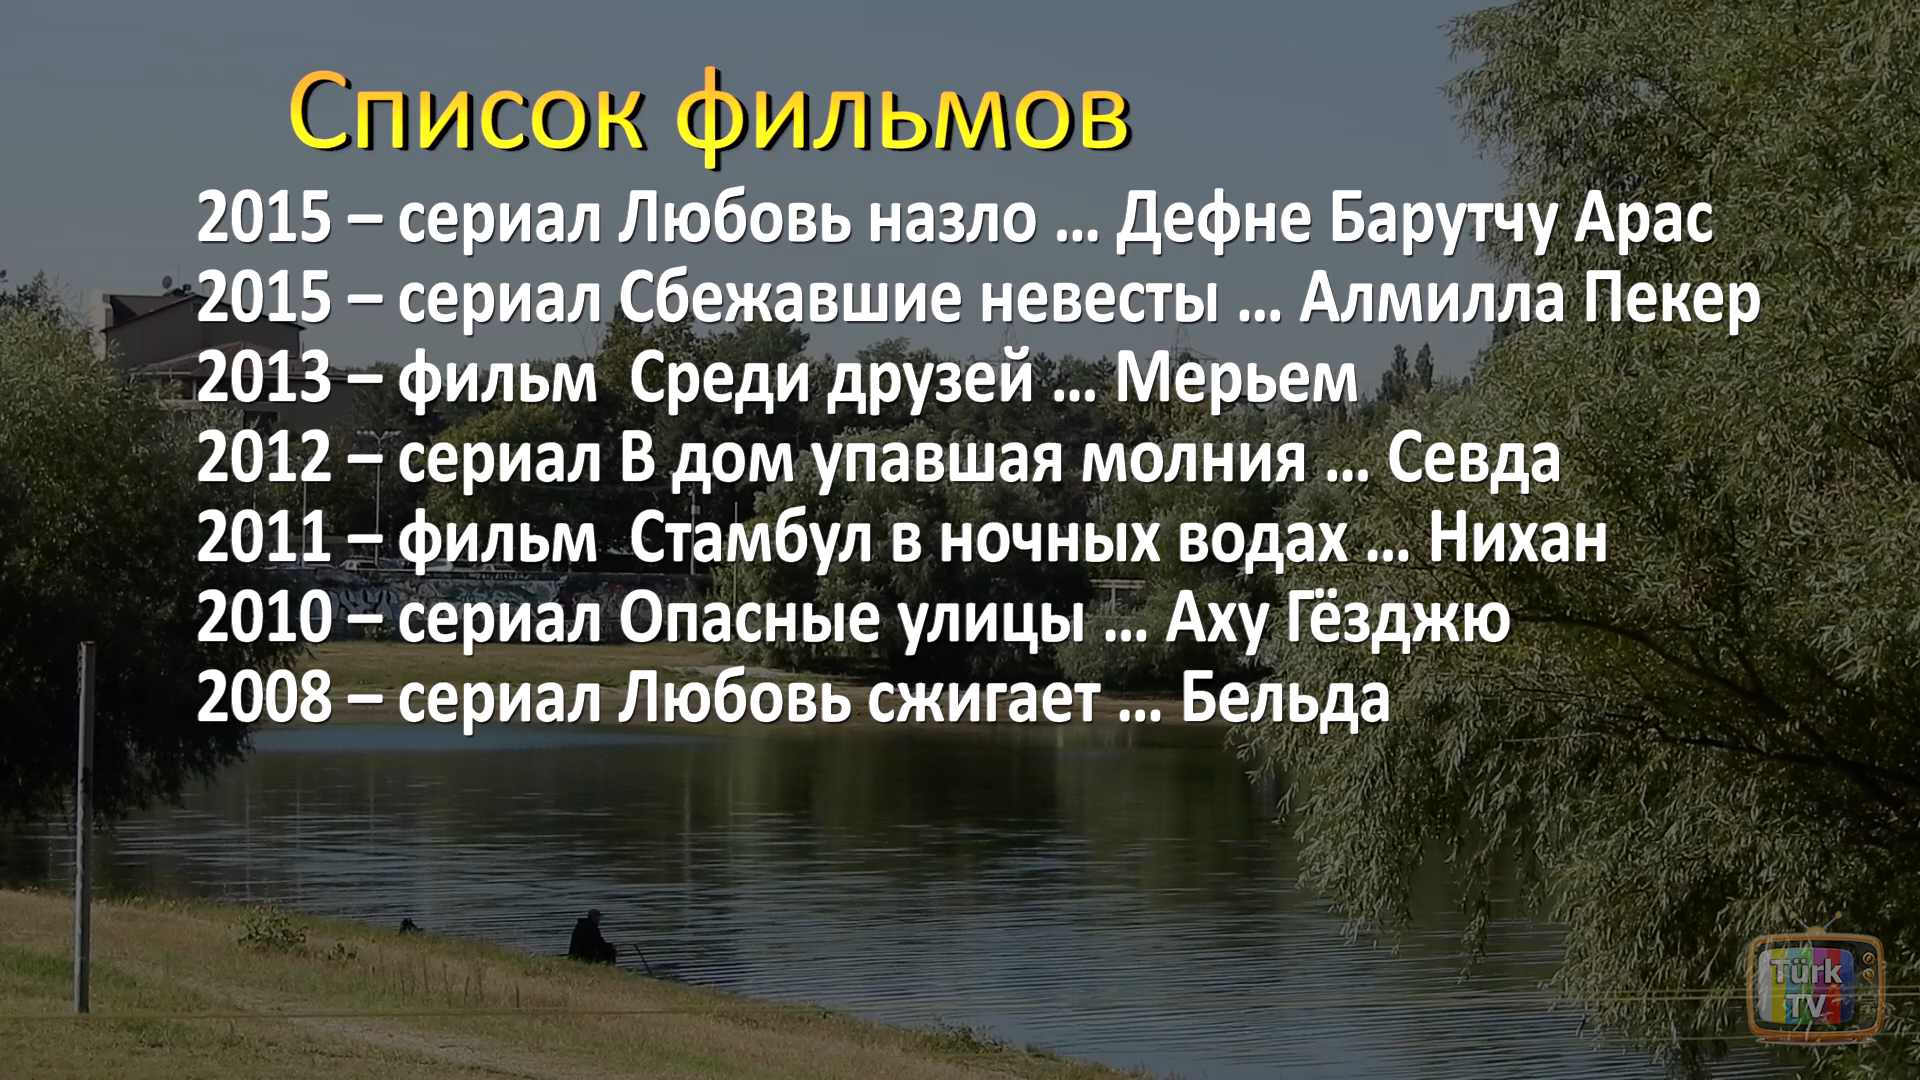 Список фильмов
2015 – сериал Любовь назло ... Дефне Барутчу Арас
2015 – сериал Сбежавшие невесты ... Алмилла Пекер
2013 – фильм  Среди друзей ... Мерьем
2012 – сериал В дом упавшая молния ... Севда
2011 – фильм  Стамбул в ночных водах ... Нихан
2010 – сериал Опасные улицы ... Аху Гёзджю
2008 – сериал Любовь сжигает ... Бельда
Türk
TV